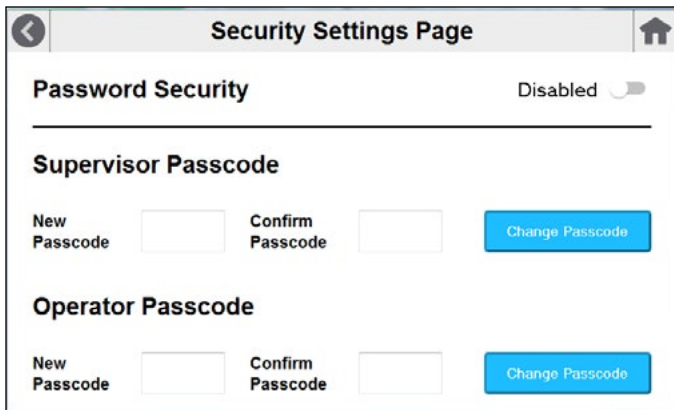 Security Settings Page
Password Security Disabled
Supervisor Passcode
New Confirm
Passcode Passcode Change Passcode
Operator Passcode
New Confirm
Passcode Passcode Change Passcode